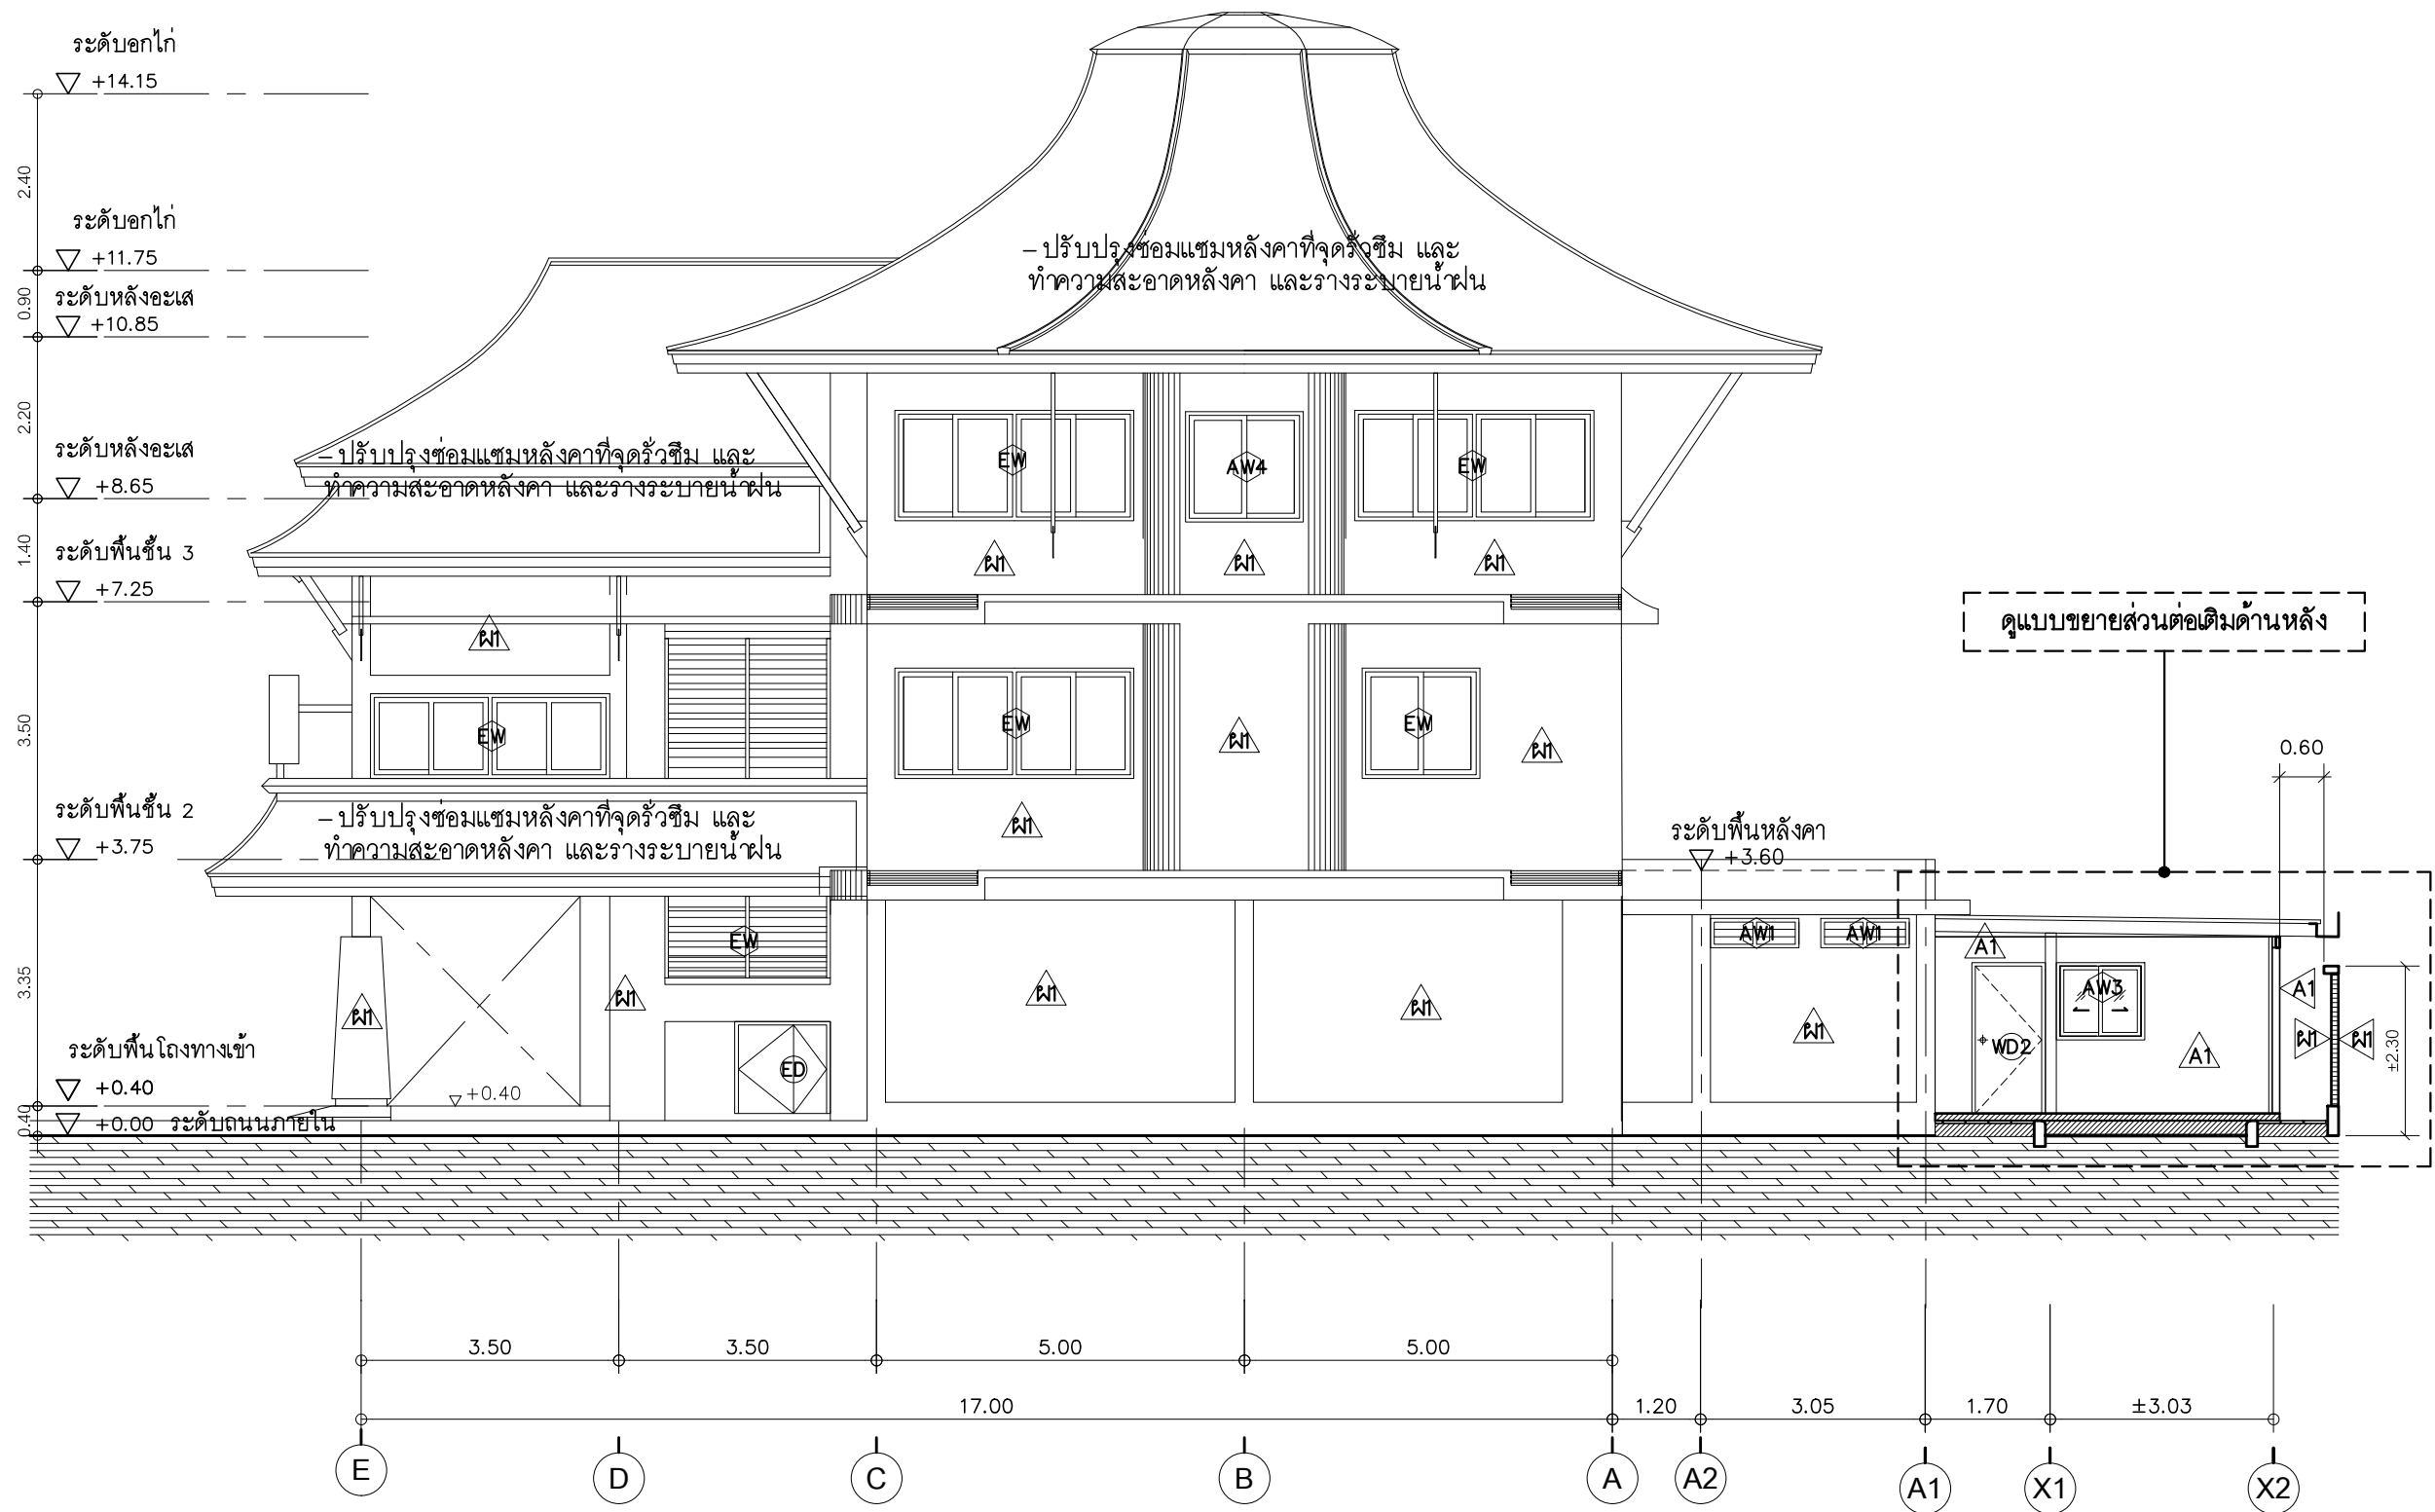 ระดับอกไก่
+14.15
2.40
ระดับอกไก่
+11.75
0.90
ระดับหลังอะเส
+10.85
2.20
ระดับหลังอะเส
+8.65
1.40
ระดับพื้นชั้น 3
+7.25
3.50
ระดับพื้นชั้น 2
+3.75
3.35
ระดับพื้นโถงทางเข้า
+0.40
0.40
+0.00 ระดับถนนภายใน
– ปรับปรุงซ่อมแซมหลังคาที่จุดรั่วซึม และ
ทำความสะอาดหลังคา และรางระบายน้ำฝน
– ปรับปรุงซ่อมแซมหลังคาที่จุดรั่วซึม และ
ทำความสะอาดหลังคา และรางระบายน้ำฝน
– ปรับปรุงซ่อมแซมหลังคาที่จุดรั่วซึม และ
ทำความสะอาดหลังคา และรางระบายน้ำฝน
EW
AW4
EW
ผ1
ผ1
ผ1
ผ1
EW
EW
EW
ผ1
ผ1
ผ1
EW
ผ1
ผ1
ผ1
ผ1
ED
+0.40
ดูแบบขยายส่วนต่อเติมด้านหลัง
0.60
ระดับพื้นหลังคา
+3.60
AW1
AW1
ผ1
A1
AW3
A1
WD2
A1
ผ1
ผ1
±2.30
3.50
3.50
5.00
5.00
17.00
1.20
3.05
1.70
±3.03
E
D
C
B
A
A2
A1
X1
X2